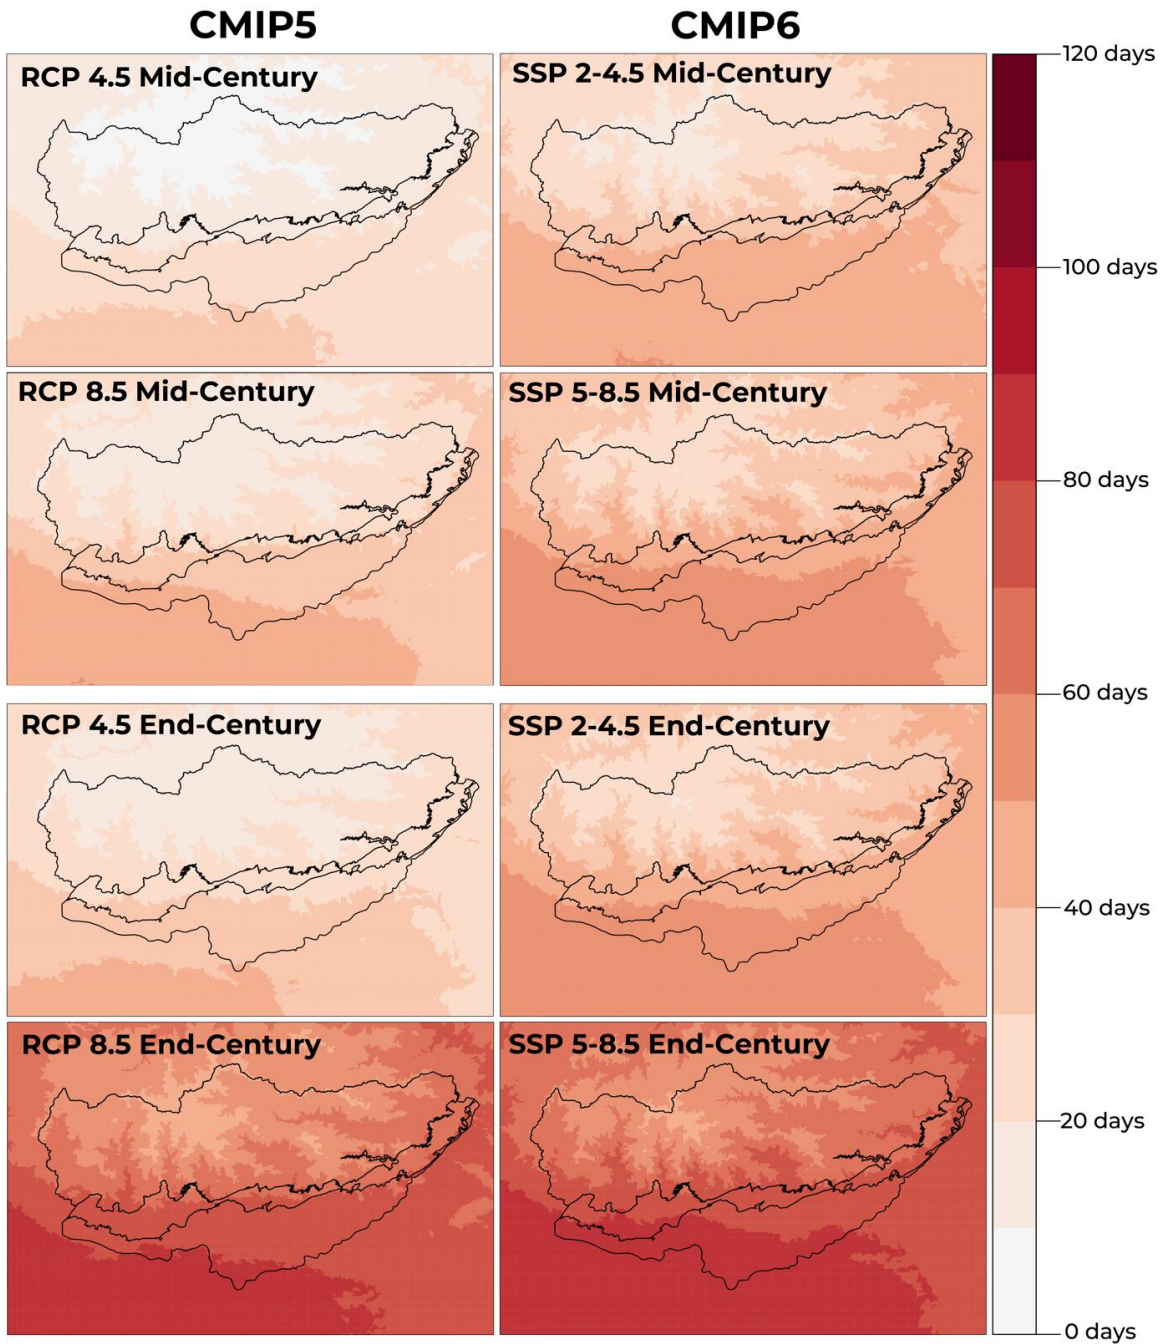 CMIP5
CMIP6
RCP 4.5 Mid-Century
SSP 2-4.5 Mid-Century
RCP 8.5 Mid-Century
SSP 5-8.5 Mid-Century
RCP 4.5 End-Century
SSP 2-4.5 End-Century
RCP 8.5 End-Century
SSP 5-8.5 End-Century
120 days
100 days
80 days
60 days
40 days
20 days
0 days